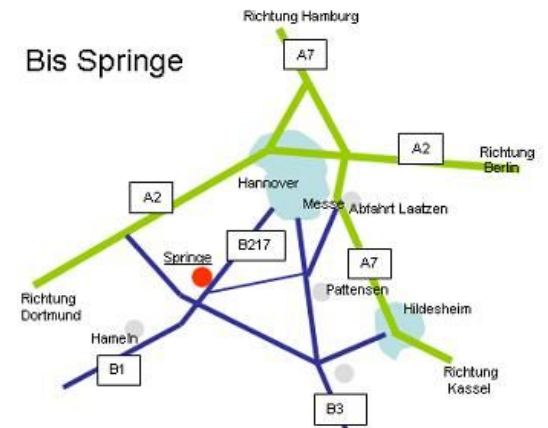 Richtung Hamburg
Bis Springe
A7
A2
Richtung
Berlin
Hannover
A2
Messe
Abfahrt Laatzen
B217
Springe
A7
Pattensen
Richtung
Dortmund
Hildesheim
Hameln
B1
Richtung
Kassel
B3